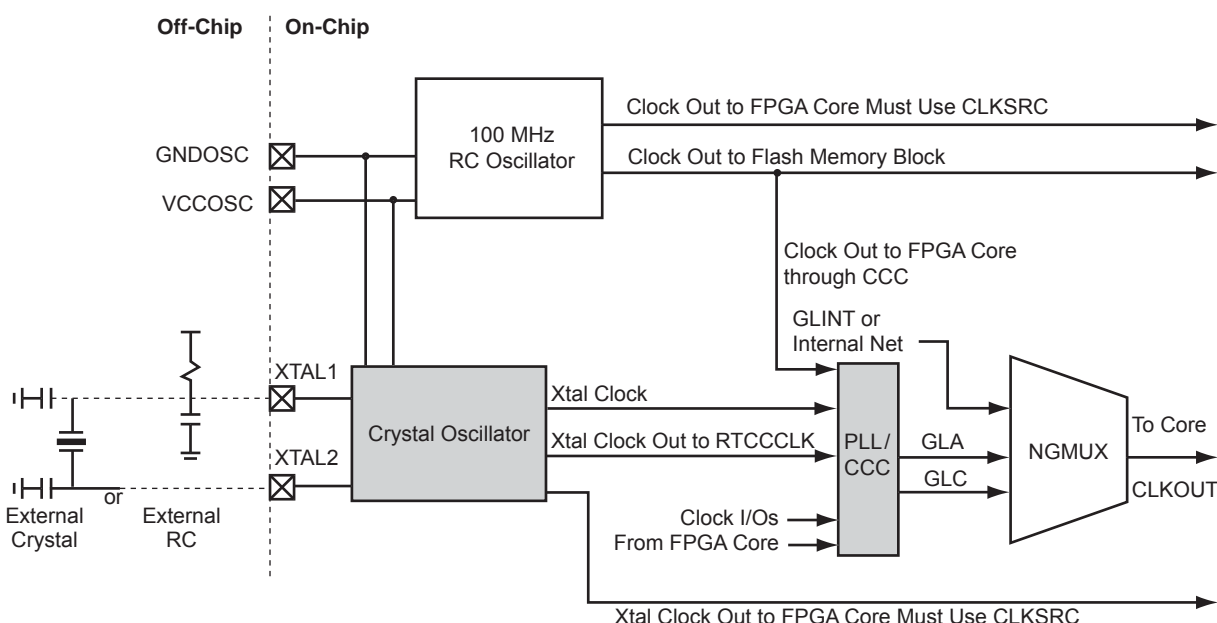 Off-Chip
On-Chip
100 MHz
RC Oscillator
Clock Out to FPGA Core Must Use CLKSRC
Clock Out to Flash Memory Block
GNDOSC
VCCOSC
Clock Out to FPGA Core
through CCC
GLINT or
Internal Net
XTAL1
XTAL2
Crystal Oscillator
Xtal Clock
Xtal Clock Out to RTCCCLK
PLL/
CCC
GLA
GLC
NGMUX
To Core
CLKOUT
or
External
Crystal
External
RC
Clock I/Os
From FPGA Core
Xtal Clock Out to FPGA Core Must Use CLKSRC